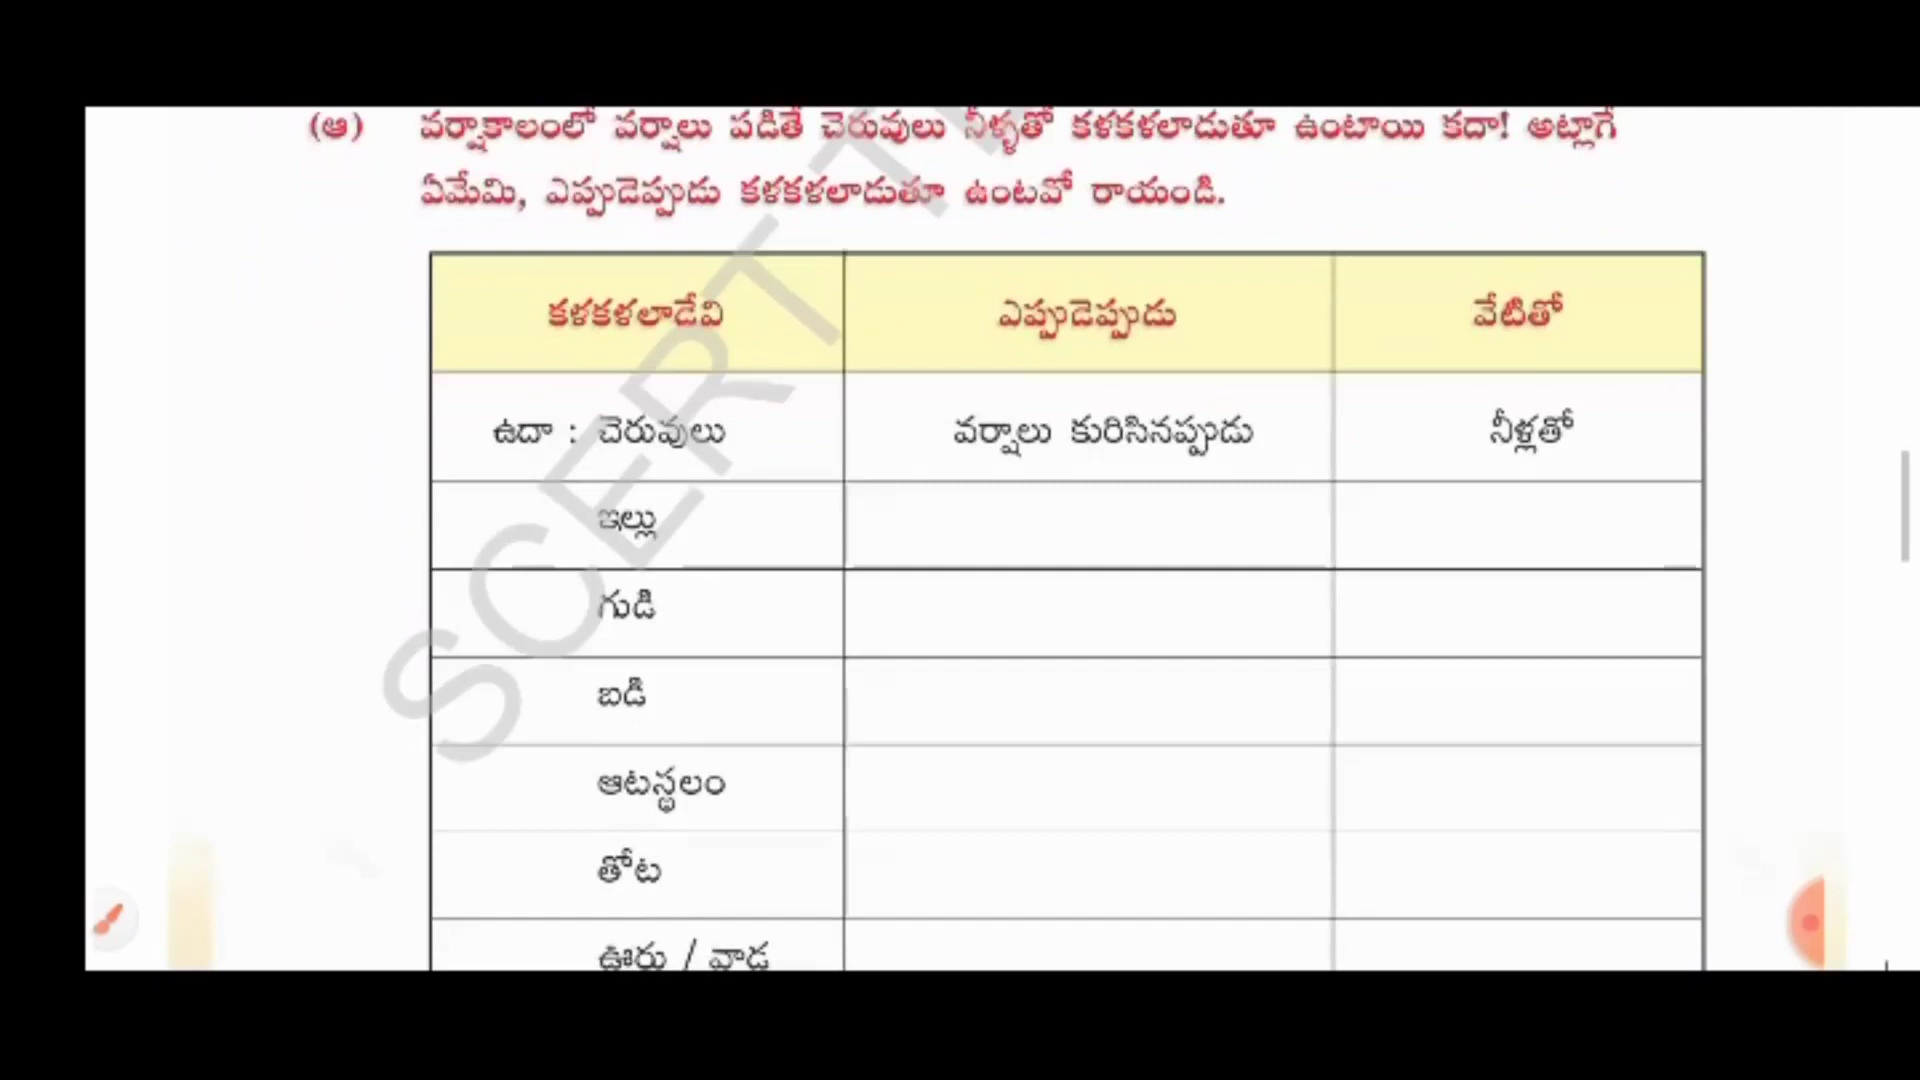 (ఆ) వర్షాకాలంలో వర్షాలు పడితే చెరువులు నీళ్ళతో కళకళలాడుతూ ఉంటాయి కదా! అట్లాగే
ఏమేమి, ఎప్పుడెప్పుడు కళకళలాడుతూ ఉంటవో రాయండి.
కళకళలాడేవి ఎప్పుడెప్పుడు వేటితో
ఉదా : చెరువులు వర్షాలు కురిసినప్పుడు నీళ్లతో
ఇల్లు
గుడి
బడి
ఆటస్థలం
తోట
ఊరు / వాడ
SCERT T